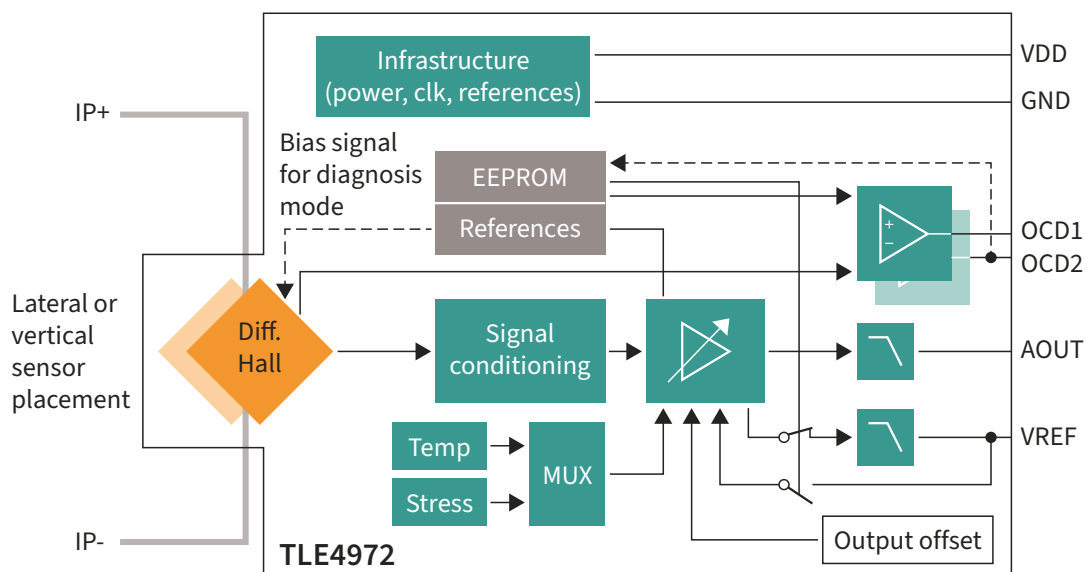 Infrastructure
(power, clk, references)
VDD
GND
IP+
Bias signal
for diagnosis
mode
EEPROM
References
+
−
OCD1
OCD2
Lateral or
vertical
sensor
placement
Diff.
Hall
Signal
conditioning
AOUT
Temp
Stress
MUX
VREF
IP-
TLE4972
Output offset